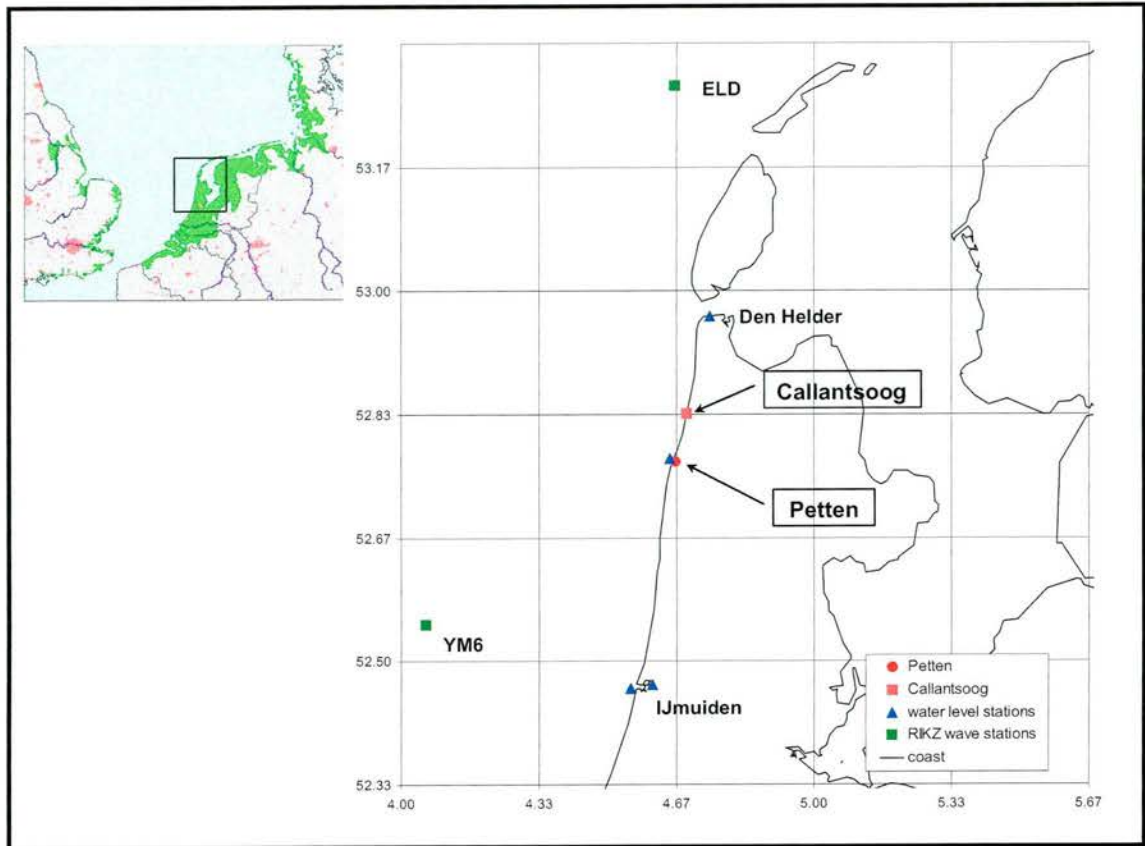 ELD
53.17
53.00
Den Helder
Callantsoog
52.83
Petten
52.67
YM6
52.50
IJmuiden
Petten
Callantsoog
water level stations
RIKZ wave stations
coast
52.33
4.00 4.33 4.67 5.00 5.33 5.67